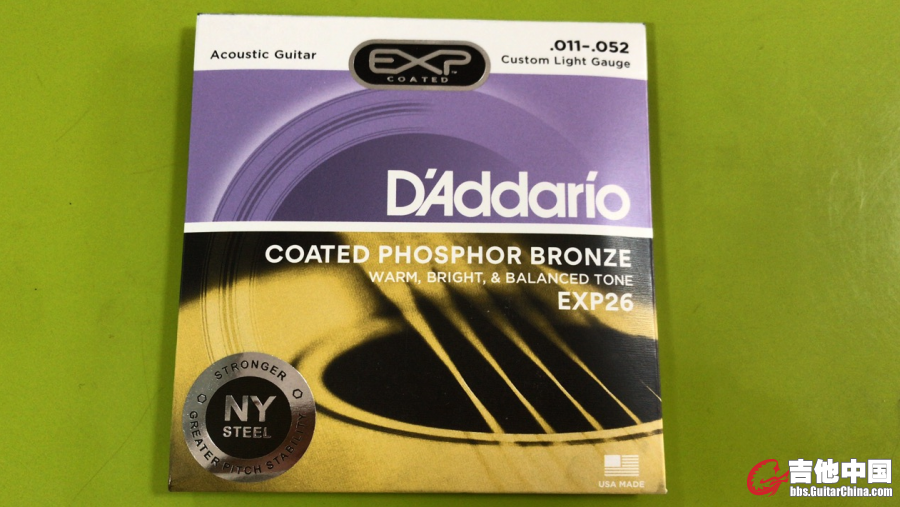 Acoustic Guitar
EXP
COATED
.011-.052
Custom Light Gauge
D'Addario
COATED PHOSPHOR BRONZE
WARM, BRIGHT, & BALANCED TONE
EXP26
STRONGER
NY
STEEL
GREATER PITCH STABILITY
USA MADE
吉他中国
bbs.GuitarChina.com